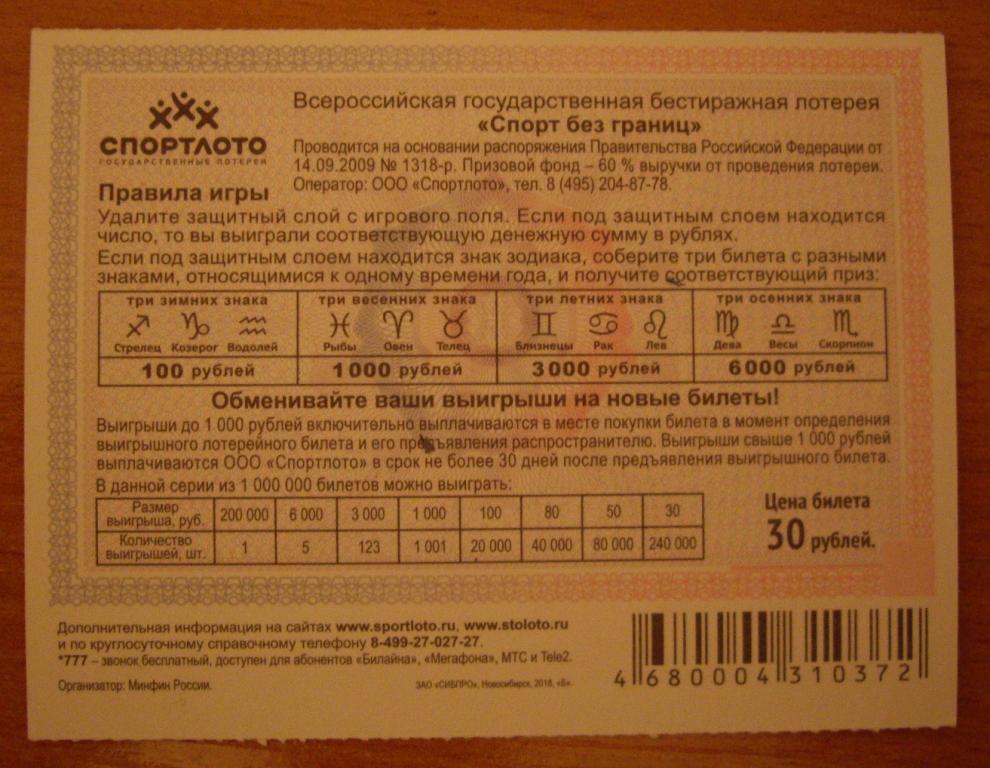 Всероссийская государственная бестиражная лотерея
«Спорт без границ»
СПОРТЛОТО
ГОСУДАРСТВЕННЫЕ ЛОТЕРЕИ
Проводится на основании распоряжения Правительства Российской Федерации от
14.09.2009 № 1318-р. Призовой фонд – 60 % выручки от проведения лотереи.
Оператор: ООО «Спортлото», тел. 8 (495) 204-87-78.
Правила игры
Удалите защитный слой с игрового поля. Если под защитным слоем находится
число, то вы выиграли соответствующую денежную сумму в рублях.
Если под защитным слоем находится знак зодиака, соберите три билета с разными
знаками, относящимися к одному времени года, и получите соответствующий приз:
три зимних знака три весенних знака три летних знака три осенних знака
♐ ♑ ♒ ♓ ♈ ♉ ♊ ♋ ♌ ♍ ♎ ♏
Стрелец Козерог Водолей Рыбы Овен Телец Близнецы Рак Лев Дева Весы Скорпион
100 рублей 1000 рублей 3000 рублей 6000 рублей
Обменивайте ваши выигрыши на новые билеты!
Выигрыши до 1 000 рублей включительно выплачиваются в месте покупки билета в момент определения
выигрышного лотерейного билета и его предъявления распространителю. Выигрыши свыше 1 000 рублей
выплачиваются ООО «Спортлото» в срок не более 30 дней после предъявления выигрышного билета.
В данной серии из 1 000 000 билетов можно выиграть:
Размер
выигрыша, руб. 200 000 6 000 3 000 1 000 100 80 50 30
Количество
выигрышей, шт. 1 5 123 1 001 20 000 40 000 80 000 240 000
Цена билета
30 рублей.
Дополнительная информация на сайтах www.sportloto.ru, www.stoloto.ru
и по круглосуточному справочному телефону 8-499-27-027-27.
*777 – звонок бесплатный, доступен для абонентов «Билайна», «Мегафона», МТС и Tele2.
Организатор: Минфин России.
ЗАО «СИБПРО», Новосибирск, 2016, «Б».
4 680004 310372